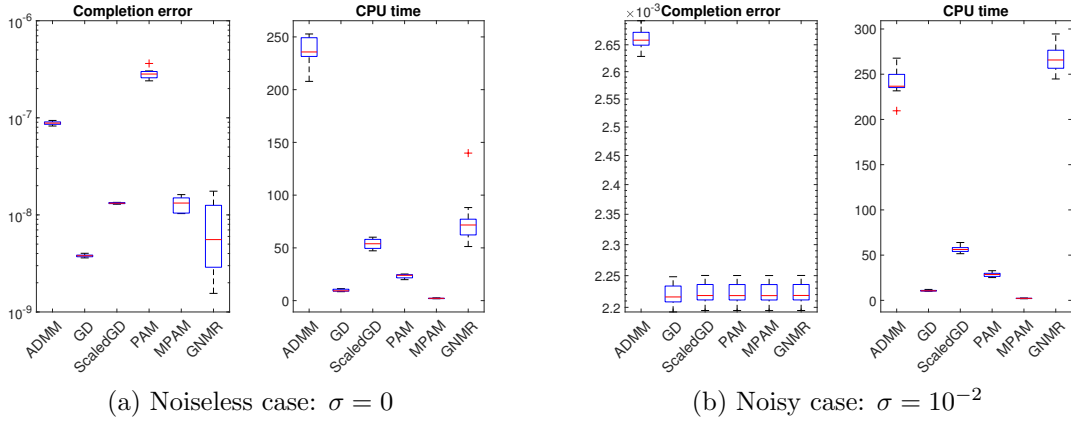 Completion error
10^-6
10^-7
10^-8
10^-9
ADMM
GD
ScaledGD
PAM
MPAM
GNMR
CPU time
250
200
150
100
50
0
ADMM
GD
ScaledGD
PAM
MPAM
GNMR
(a) Noiseless case: σ = 0
×10^-3 Completion error
2.65
2.6
2.55
2.5
2.45
2.4
2.35
2.3
2.25
2.2
ADMM
GD
ScaledGD
PAM
MPAM
GNMR
CPU time
300
250
200
150
100
50
0
ADMM
GD
ScaledGD
PAM
MPAM
GNMR
(b) Noisy case: σ = 10^-2